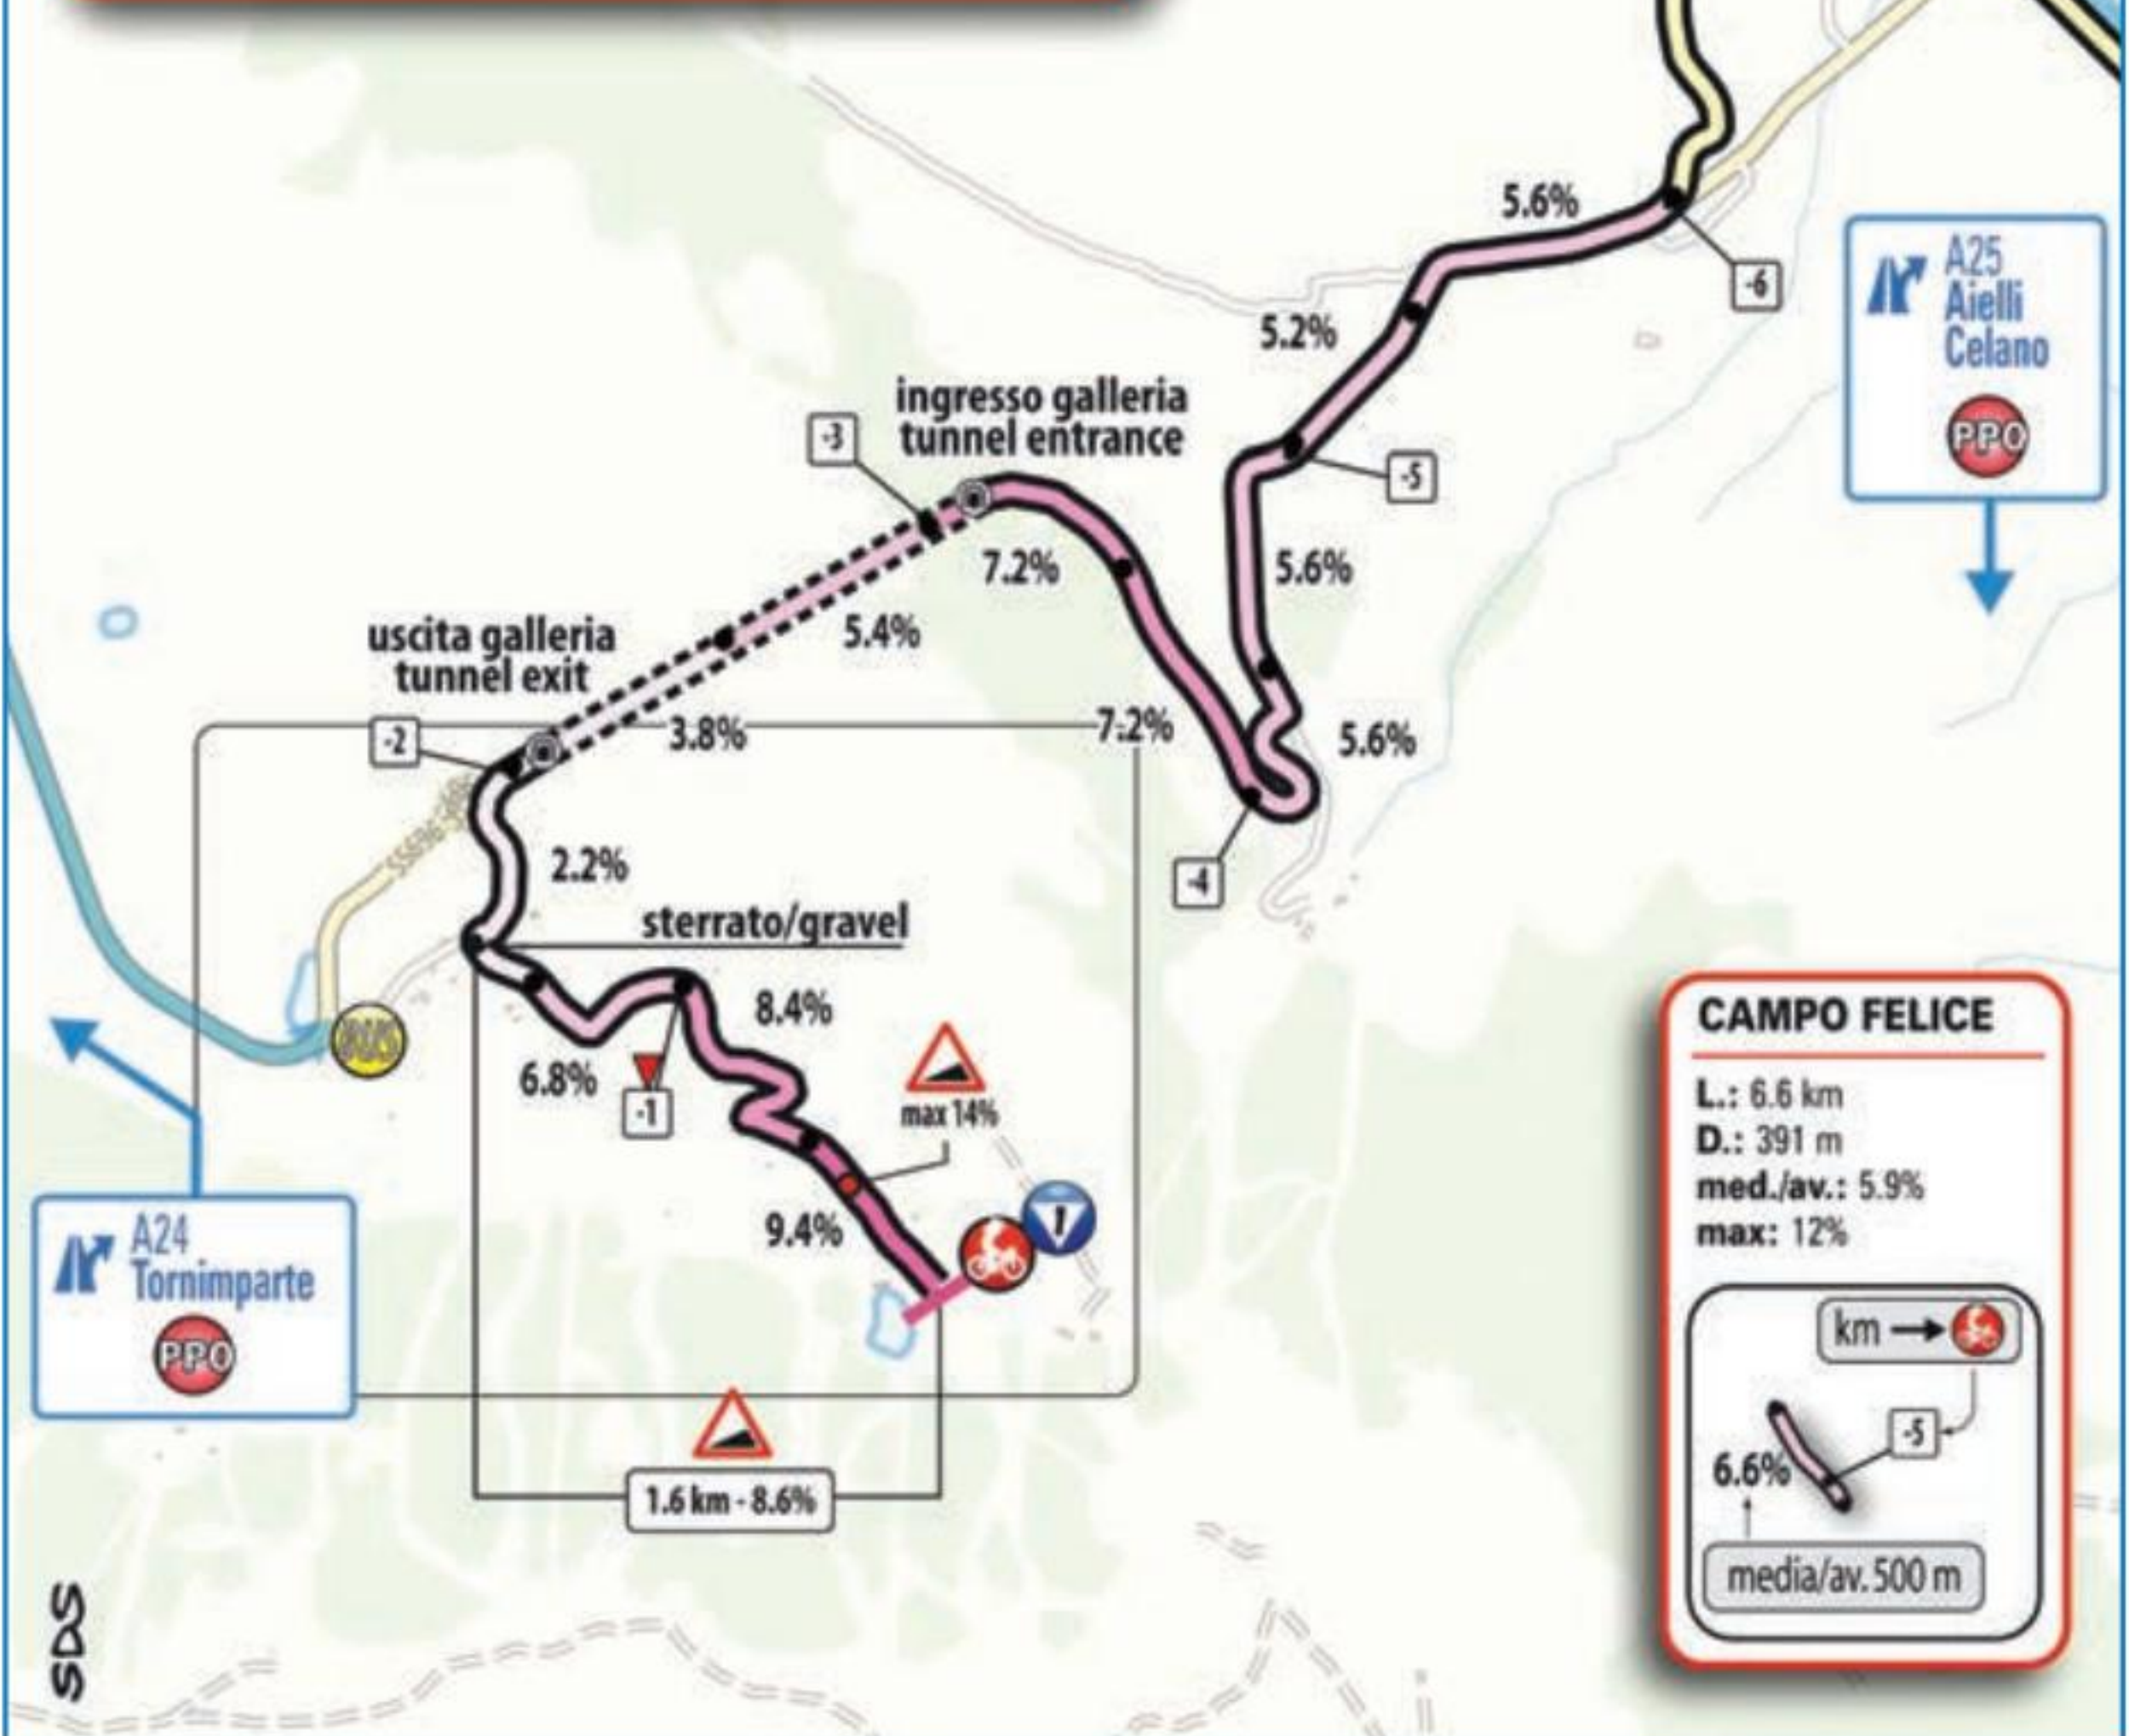 5.6%
-6
A25
Aielli
Celano
PPO
5.2%
ingresso galleria
tunnel entrance
-3
-5
7.2%
5.6%
uscita galleria
tunnel exit
5.4%
-2
3.8%
7.2%
5.6%
2.2%
-4
sterrato/gravel
8.4%
BUS
6.8%
-1
max 14%
1
9.4%
A24
Tornimparte
PPO
1.6 km - 8.6%
CAMPO FELICE
L.: 6.6 km
D.: 391 m
med./av.: 5.9%
max: 12%
km
-5
6.6%
media/av. 500 m
SDS